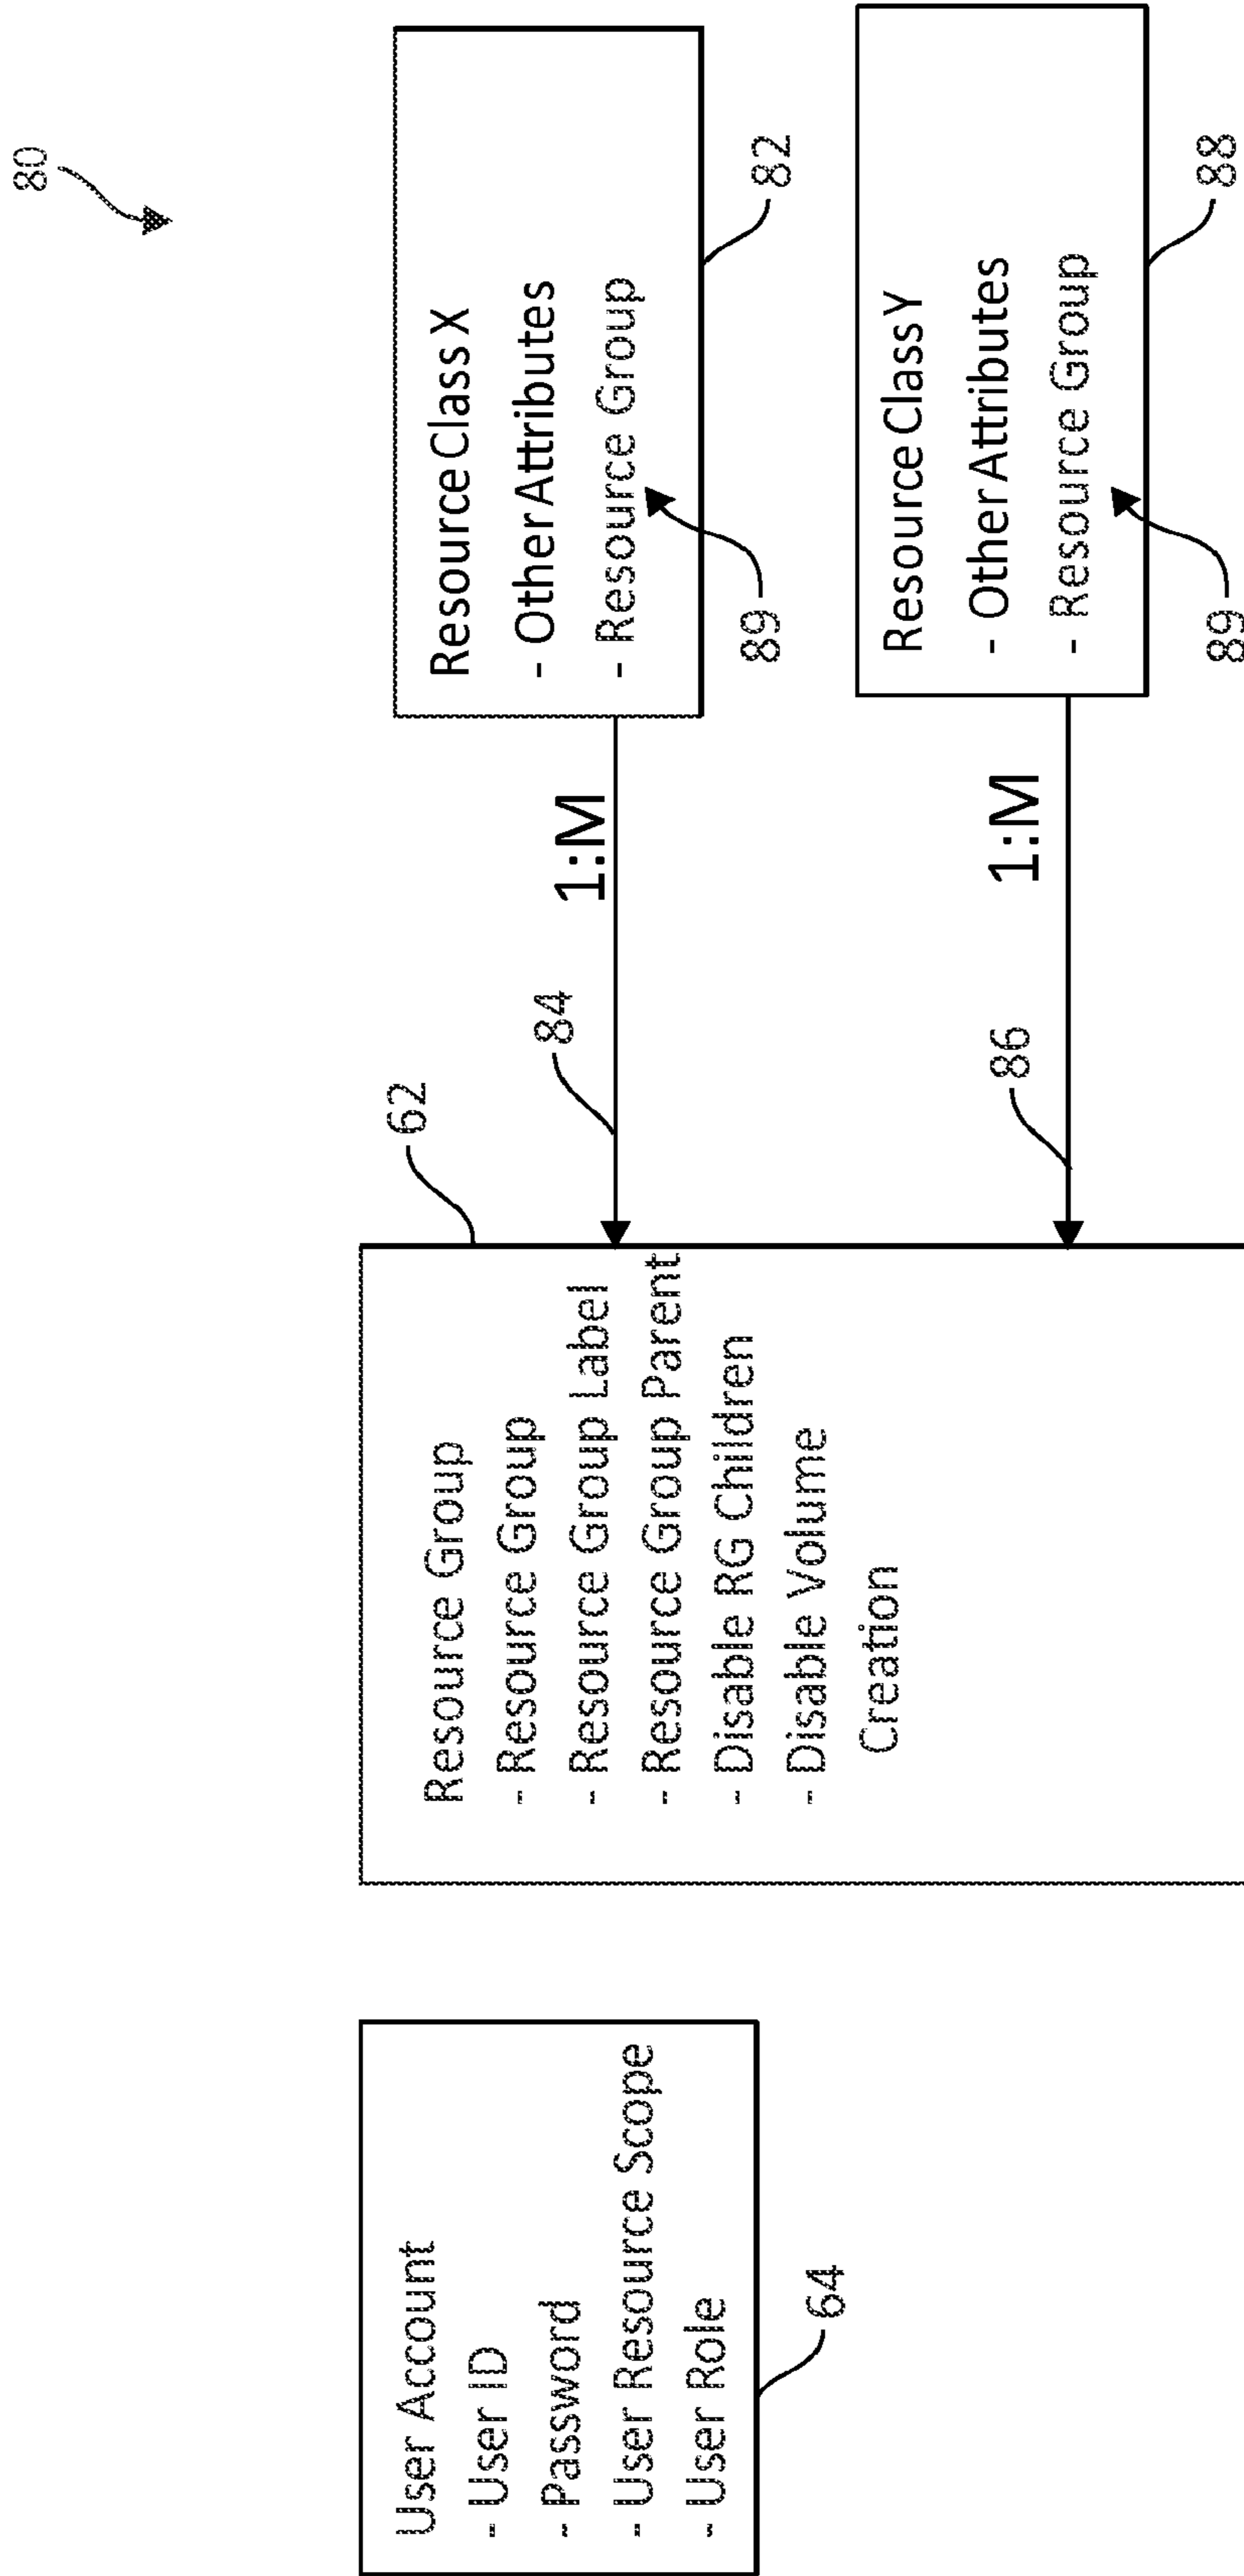 80
User Account
- User ID
- Password
- User Resource Scope
- User Role
64
Resource Group
- Resource Group
- Resource Group Label
- Resource Group Parent
- Disable RG Children
- Disable Volume
Creation
62
84
1:M
86
1:M
Resource Class X
- Other Attributes
- Resource Group
89
82
Resource Class Y
- Other Attributes
- Resource Group
89
88